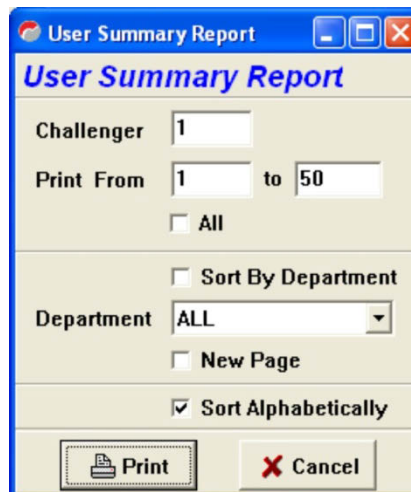 User Summary Report
User Summary Report
Challenger 1
Print From 1 to 50
All
Sort By Department
Department ALL
New Page
Sort Alphabetically
Print Cancel